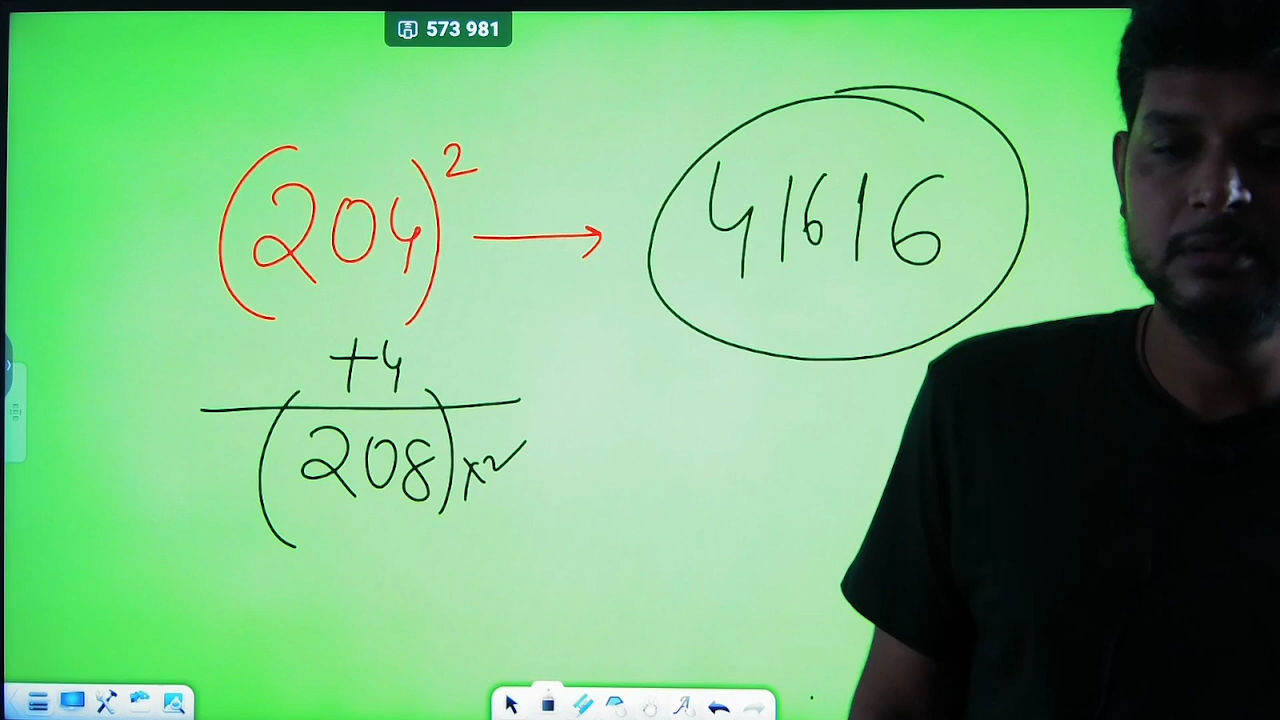 573 981
(204)² → 41616
+4
(208)×2